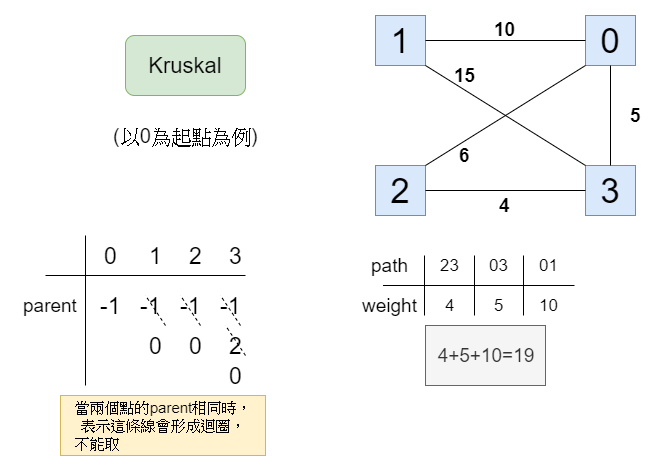 Kruskal
(以0為起點為例)
1 10 0
15
5
6
2 4 3
0 1 2 3
parent -1 -1 -1 -1
0 0 2
0
當兩個點的parent相同時，
表示這條線會形成迴圈，
不能取
path 23 03 01
weight 4 5 10
4+5+10=19